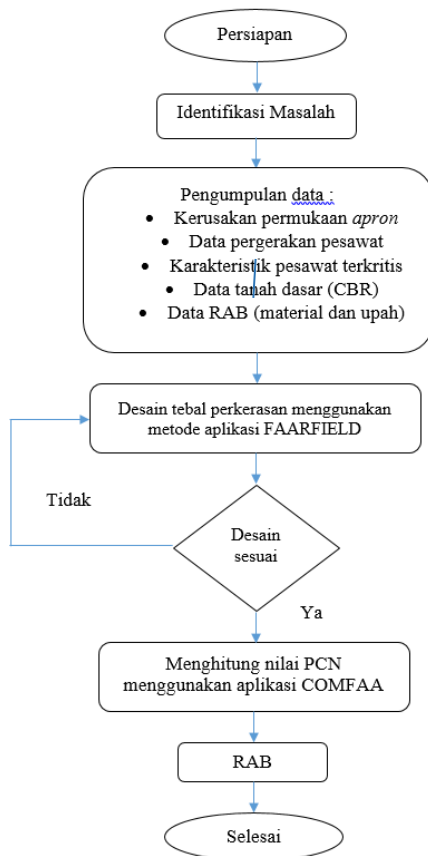 Persiapan
Identifikasi Masalah
Pengumpulan data :
• Kerusakan permukaan apron
• Data pergerakan pesawat
• Karakteristik pesawat terkritis
• Data tanah dasar (CBR)
• Data RAB (material dan upah)
Desain tebal perkerasan menggunakan
metode aplikasi FAARFIELD
Tidak
Desain
sesuai
Ya
Menghitung nilai PCN
menggunakan aplikasi COMFAA
RAB
Selesai